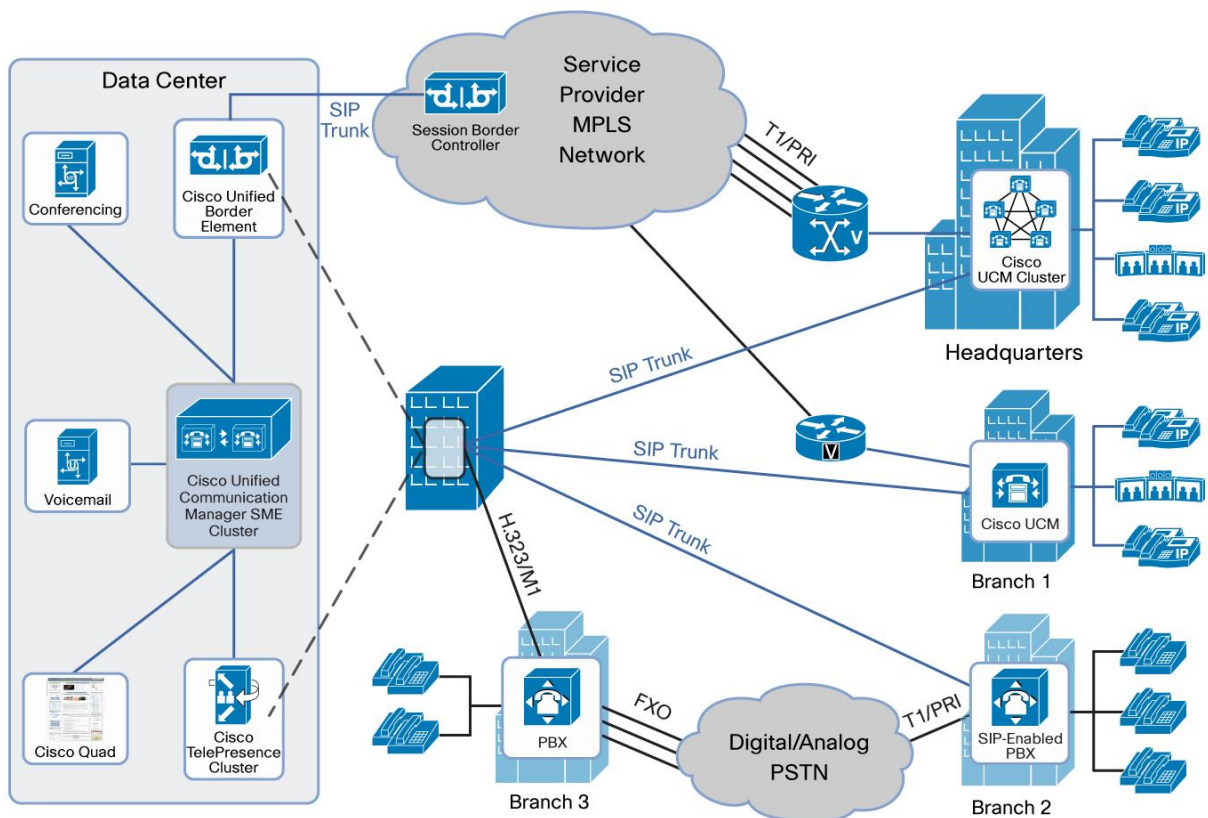 Data Center
Conferencing
Cisco Unified
Border
Element
Voicemail
Cisco Unified
Communication
Manager SME
Cluster
Cisco Quad
Cisco
TelePresence
Cluster
SIP
Trunk
Session Border
Controller
Service
Provider
MPLS
Network
T1/PRI
V
Cisco
UCM Cluster
IP
IP
IP
Headquarters
SIP Trunk
SIP Trunk
SIP Trunk
V
Cisco UCM
IP
IP
Branch 1
H.323/M1
PBX
Branch 3
FXO
Digital/Analog
PSTN
T1/PRI
SIP-Enabled
PBX
Branch 2